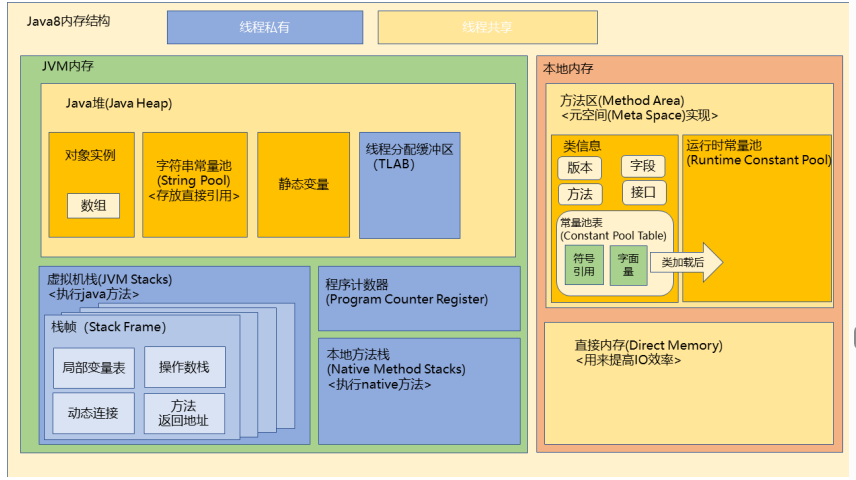 Java8内存结构
线程私有
线程共享
JVM内存
Java堆(Java Heap)
对象实例
数组
字符串常量池
(String Pool)
<存放直接引用>
静态变量
线程分配缓冲区
(TLAB)
虚拟机栈(JVM Stacks)
<执行java方法>
栈帧（Stack Frame）
局部变量表
操作数栈
动态连接
方法
返回地址
程序计数器
(Program Counter Register)
本地方法栈
(Native Method Stacks)
<执行native方法>
本地内存
方法区(Method Area)
<元空间(Meta Space)实现>
类信息
版本
字段
方法
接口
常量池表
(Constant Pool Table)
符号
引用
字面
量
类加载后
运行时常量池
(Runtime Constant Pool)
直接内存(Direct Memory)
<用来提高IO效率>